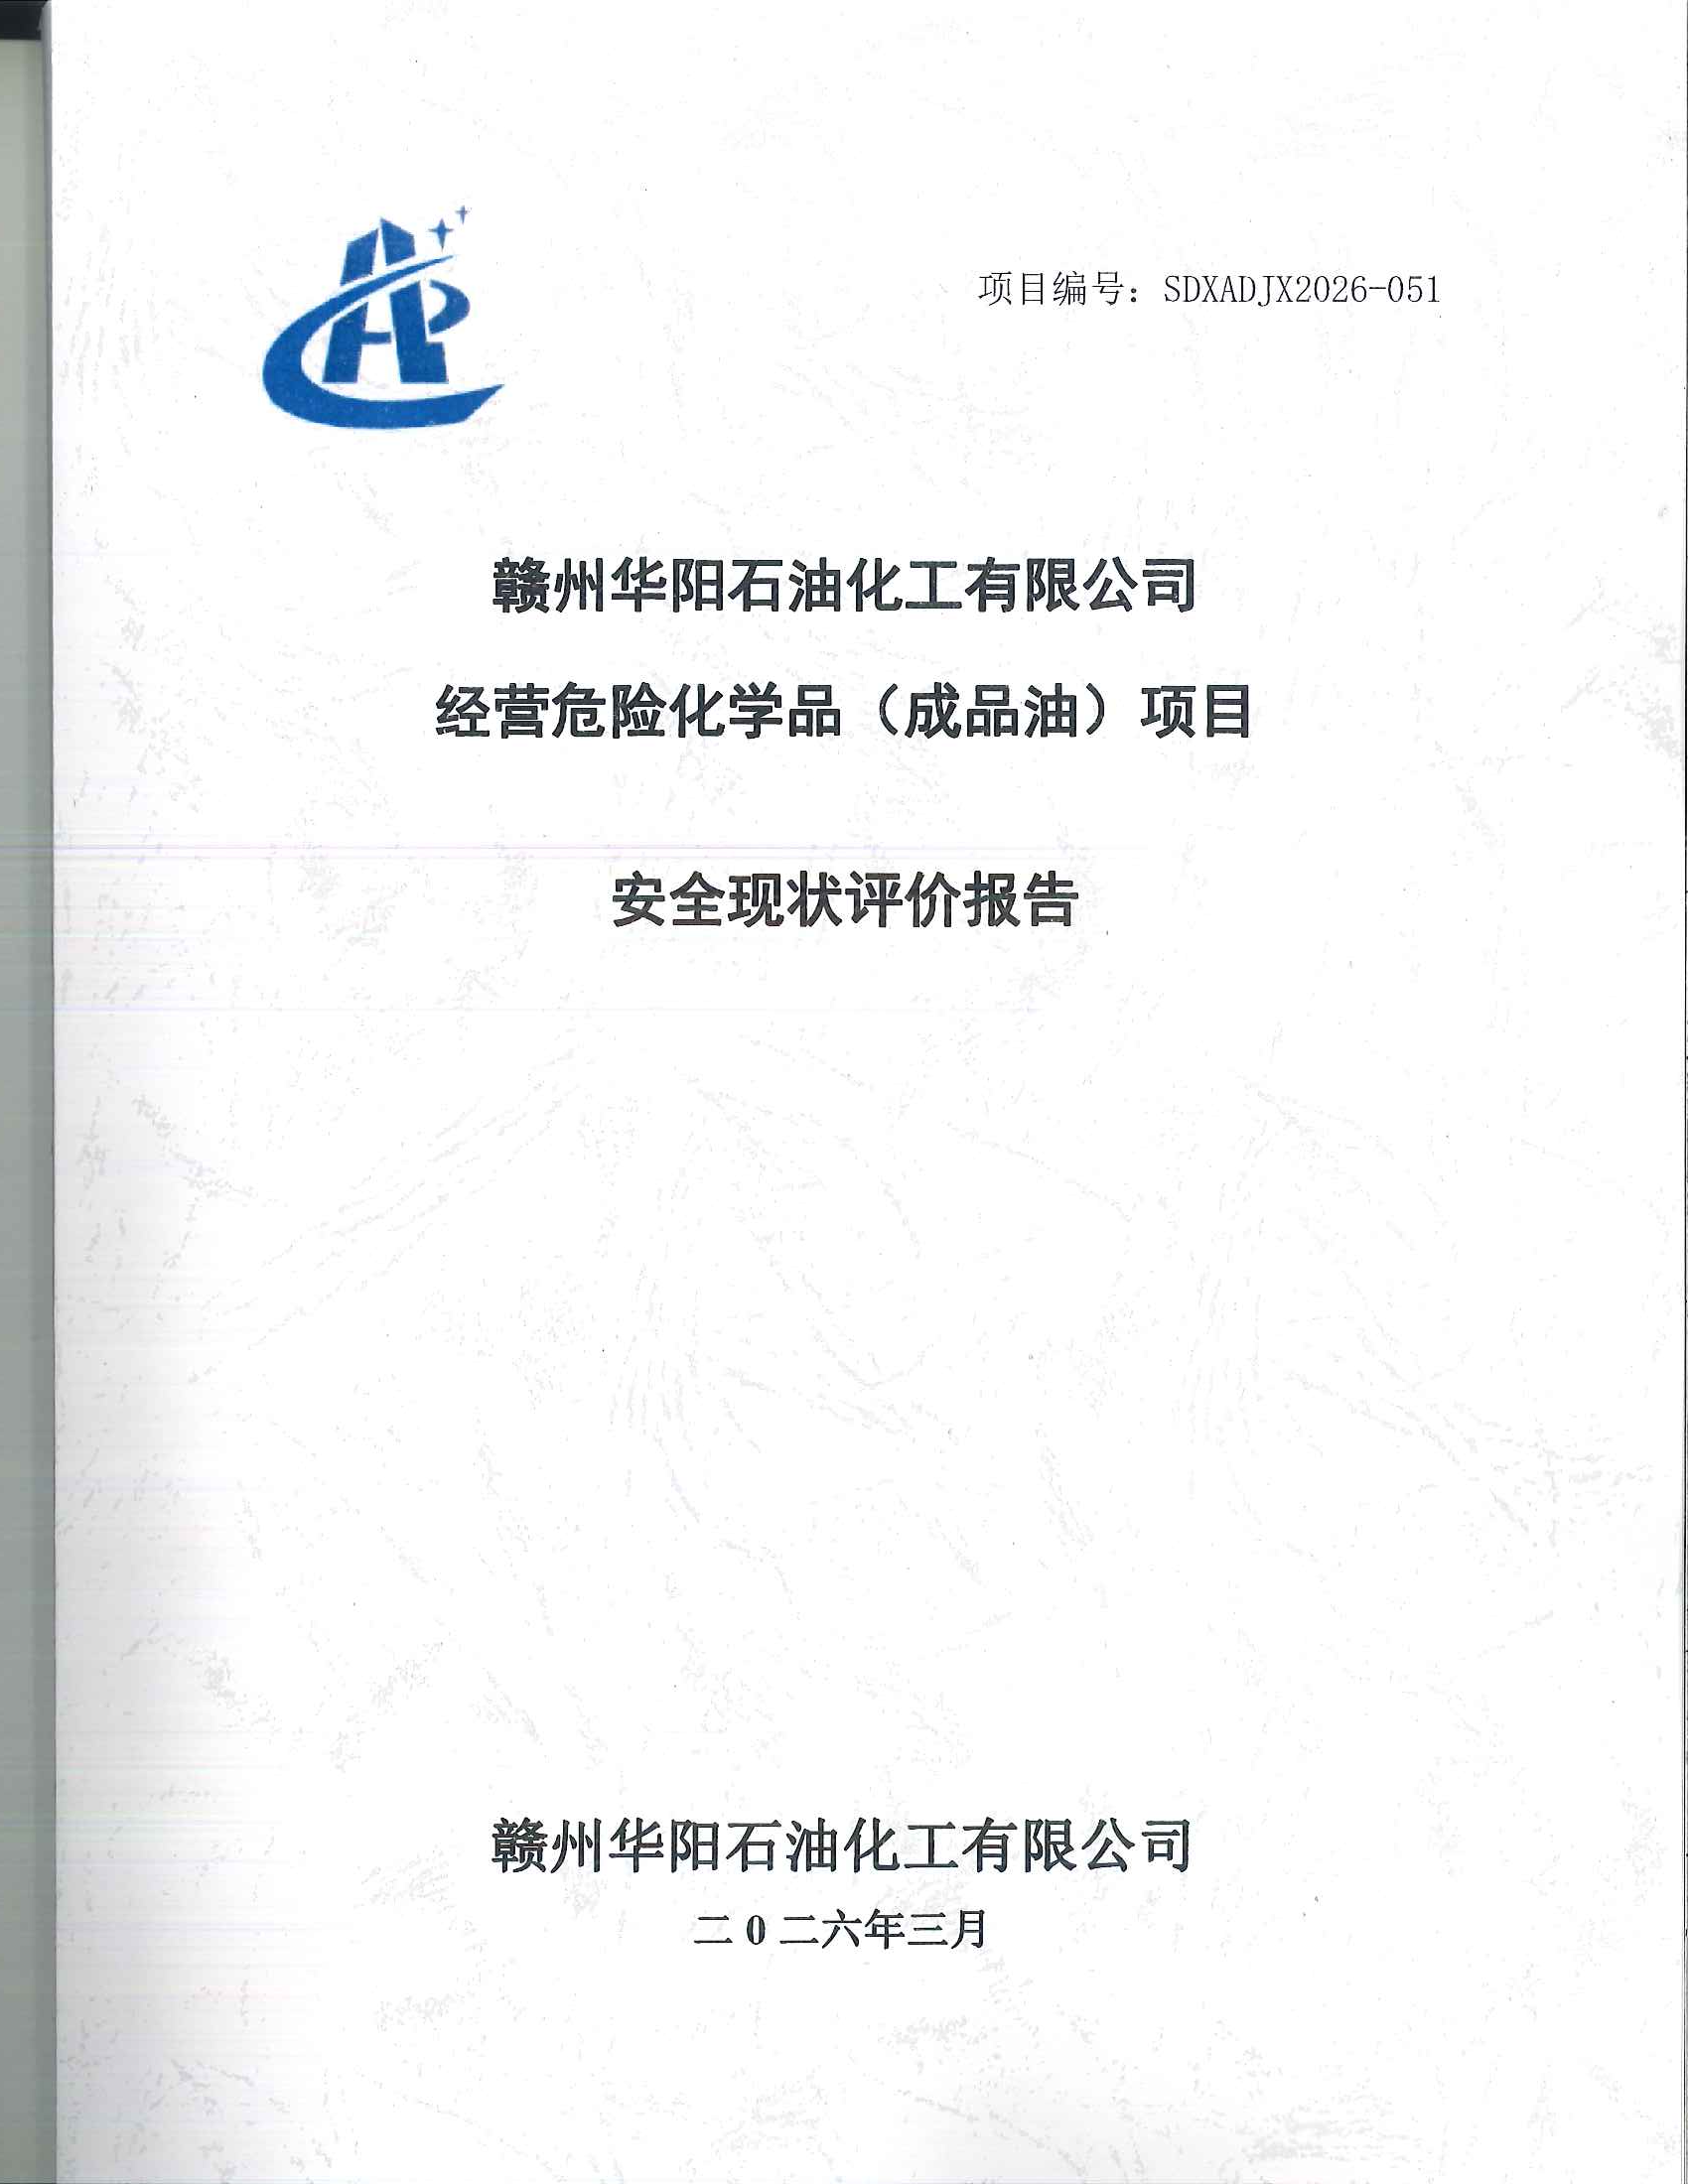 项目编号：SDXADJX2026-051
赣州华阳石油化工有限公司
经营危险化学品（成品油）项目
安全现状评价报告
赣州华阳石油化工有限公司
二0二六年三月